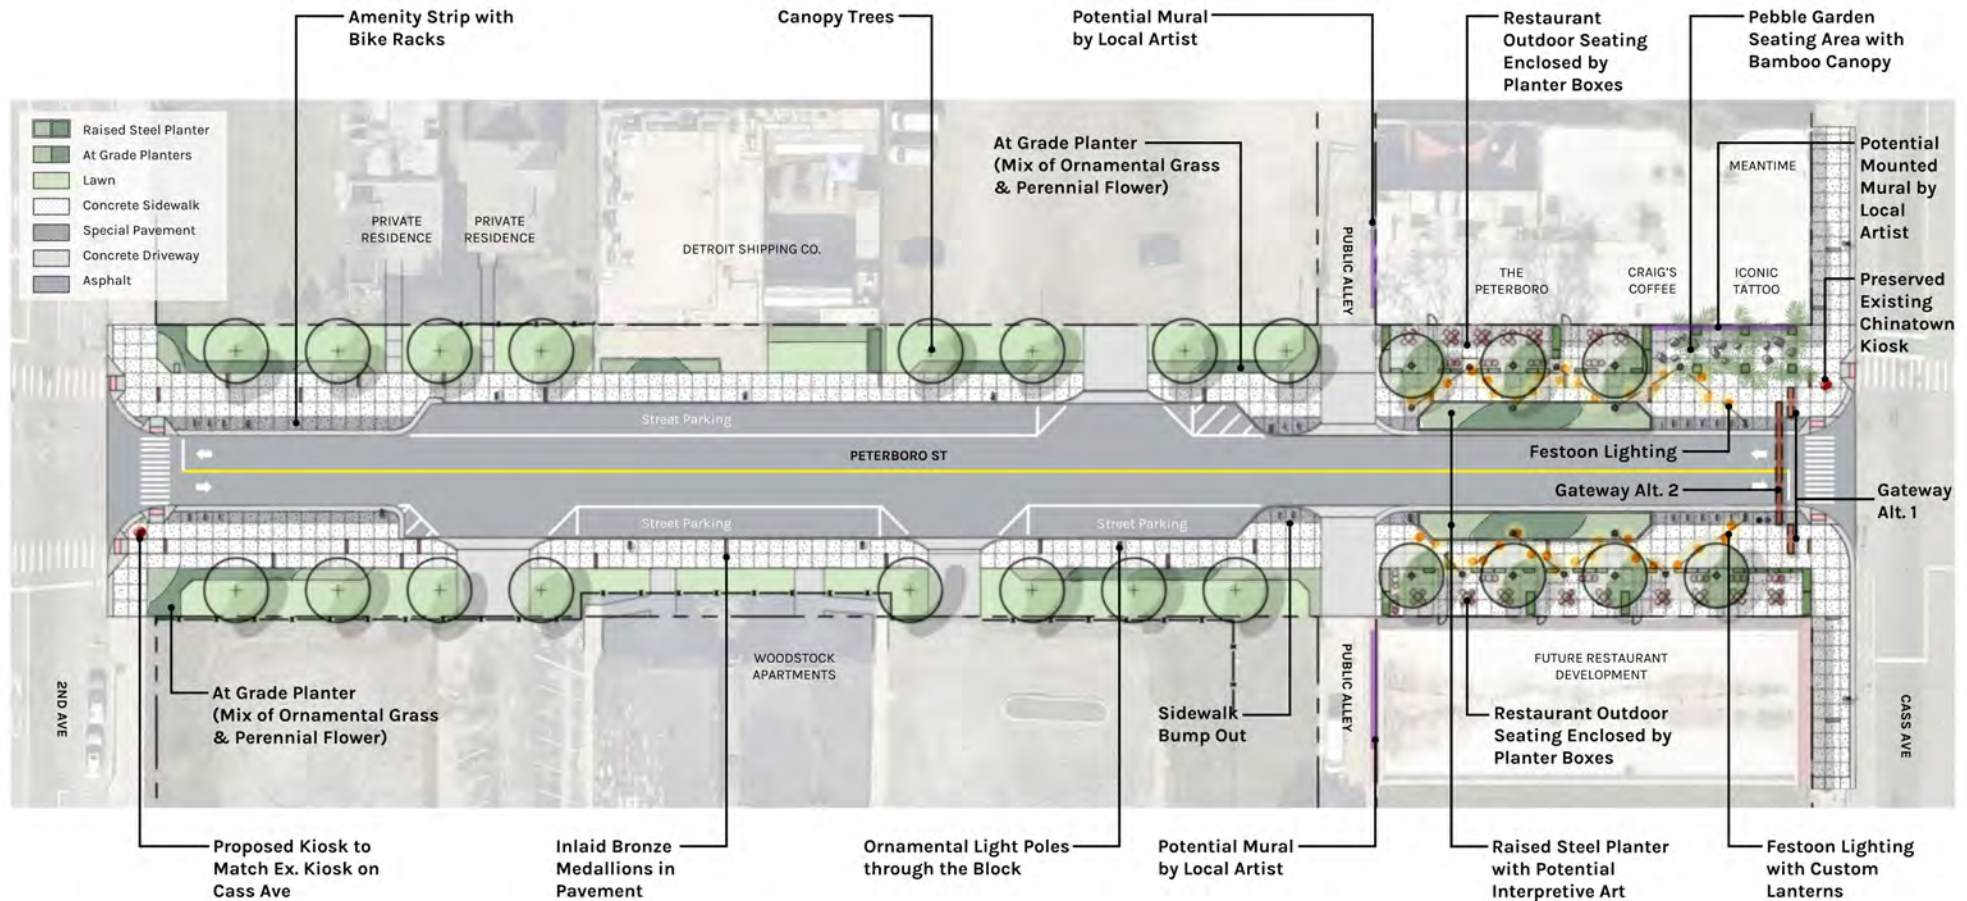 Amenity Strip with
Bike Racks
Canopy Trees
Potential Mural
by Local Artist
Restaurant
Outdoor Seating
Enclosed by
Planter Boxes
Pebble Garden
Seating Area with
Bamboo Canopy
Raised Steel Planter
At Grade Planters
Lawn
Concrete Sidewalk
Special Pavement
Concrete Driveway
Asphalt
PRIVATE
RESIDENCE
PRIVATE
RESIDENCE
DETROIT SHIPPING CO.
At Grade Planter
(Mix of Ornamental Grass
& Perennial Flower)
PUBLIC ALLEY
THE
PETERBORO
CRAIG'S
COFFEE
ICONIC
TATTOO
MEANTIME
Potential
Mounted
Mural by
Local
Artist
Preserved
Existing
Chinatown
Kiosk
Street Parking
PETERBORO ST
Festoon Lighting
Gateway Alt. 2
Gateway
Alt. 1
Street Parking
Street Parking
2ND AVE
At Grade Planter
(Mix of Ornamental Grass
& Perennial Flower)
WOODSTOCK
APARTMENTS
Sidewalk
Bump Out
PUBLIC ALLEY
FUTURE RESTAURANT
DEVELOPMENT
Restaurant Outdoor
Seating Enclosed by
Planter Boxes
CASS AVE
Proposed Kiosk to
Match Ex. Kiosk on
Cass Ave
Inlaid Bronze
Medallions in
Pavement
Ornamental Light Poles
through the Block
Potential Mural
by Local Artist
Raised Steel Planter
with Potential
Interpretive Art
Festoon Lighting
with Custom
Lanterns